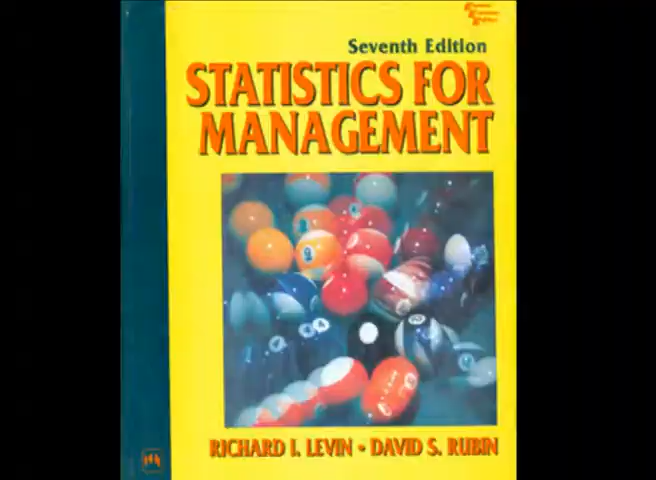 Seventh Edition
STATISTICS FOR
MANAGEMENT
RICHARD I. LEVIN • DAVID S. RUBIN